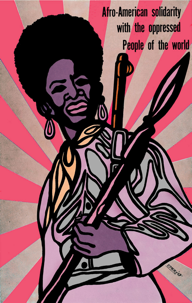 Afro-American solidarity
with the oppressed
People of the world